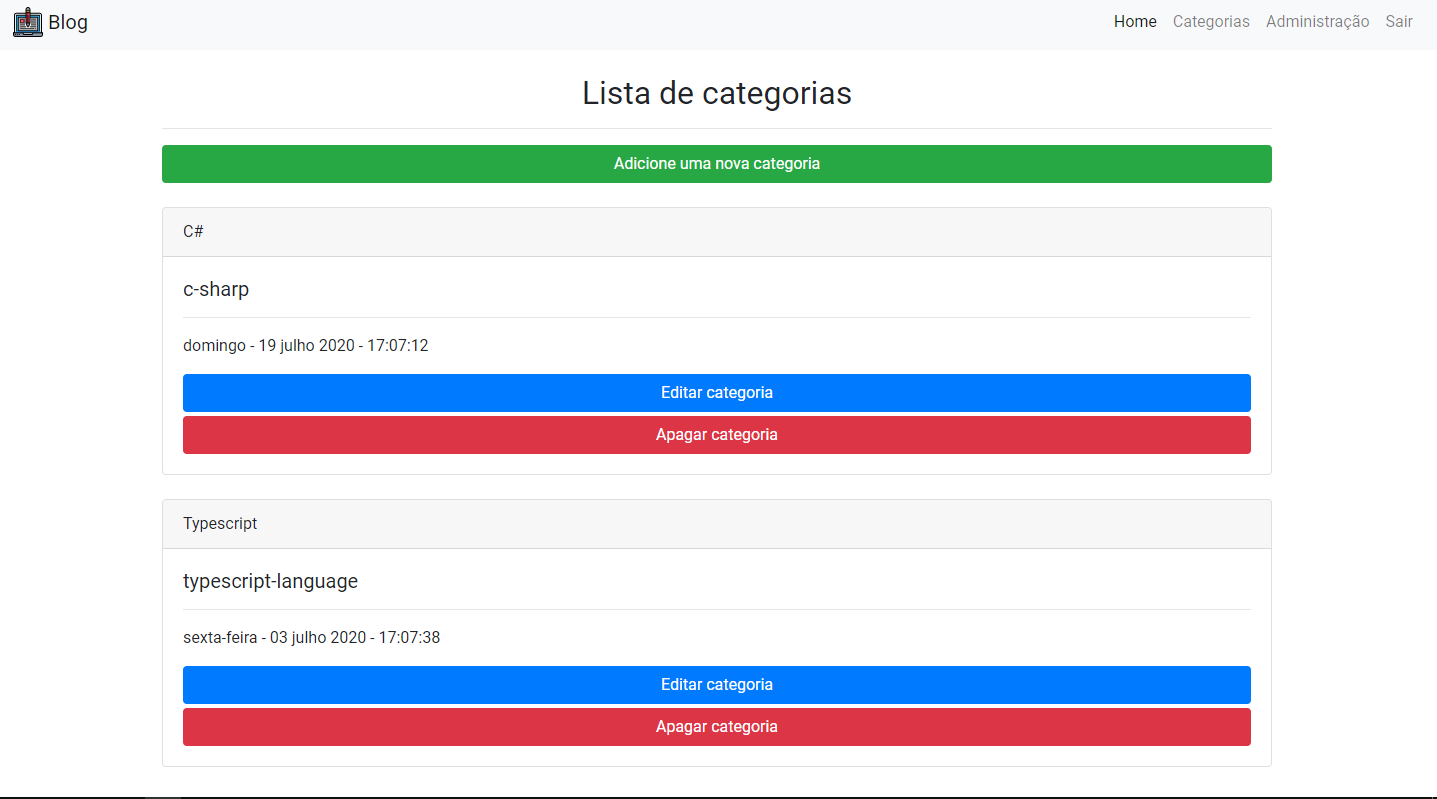 Blog
Home Categorias Administração Sair
Lista de categorias
Adicione uma nova categoria
C#
c-sharp
domingo - 19 julho 2020 - 17:07:12
Editar categoria
Apagar categoria
Typescript
typescript-language
sexta-feira - 03 julho 2020 - 17:07:38
Editar categoria
Apagar categoria